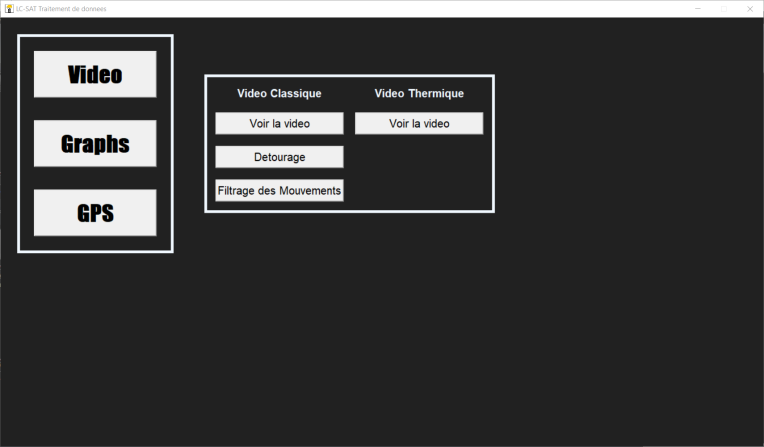 LC-SAT Traitement de donnees
Video
Graphs
GPS
Video Classique
Video Thermique
Voir la video
Voir la video
Detourage
Filtrage des Mouvements